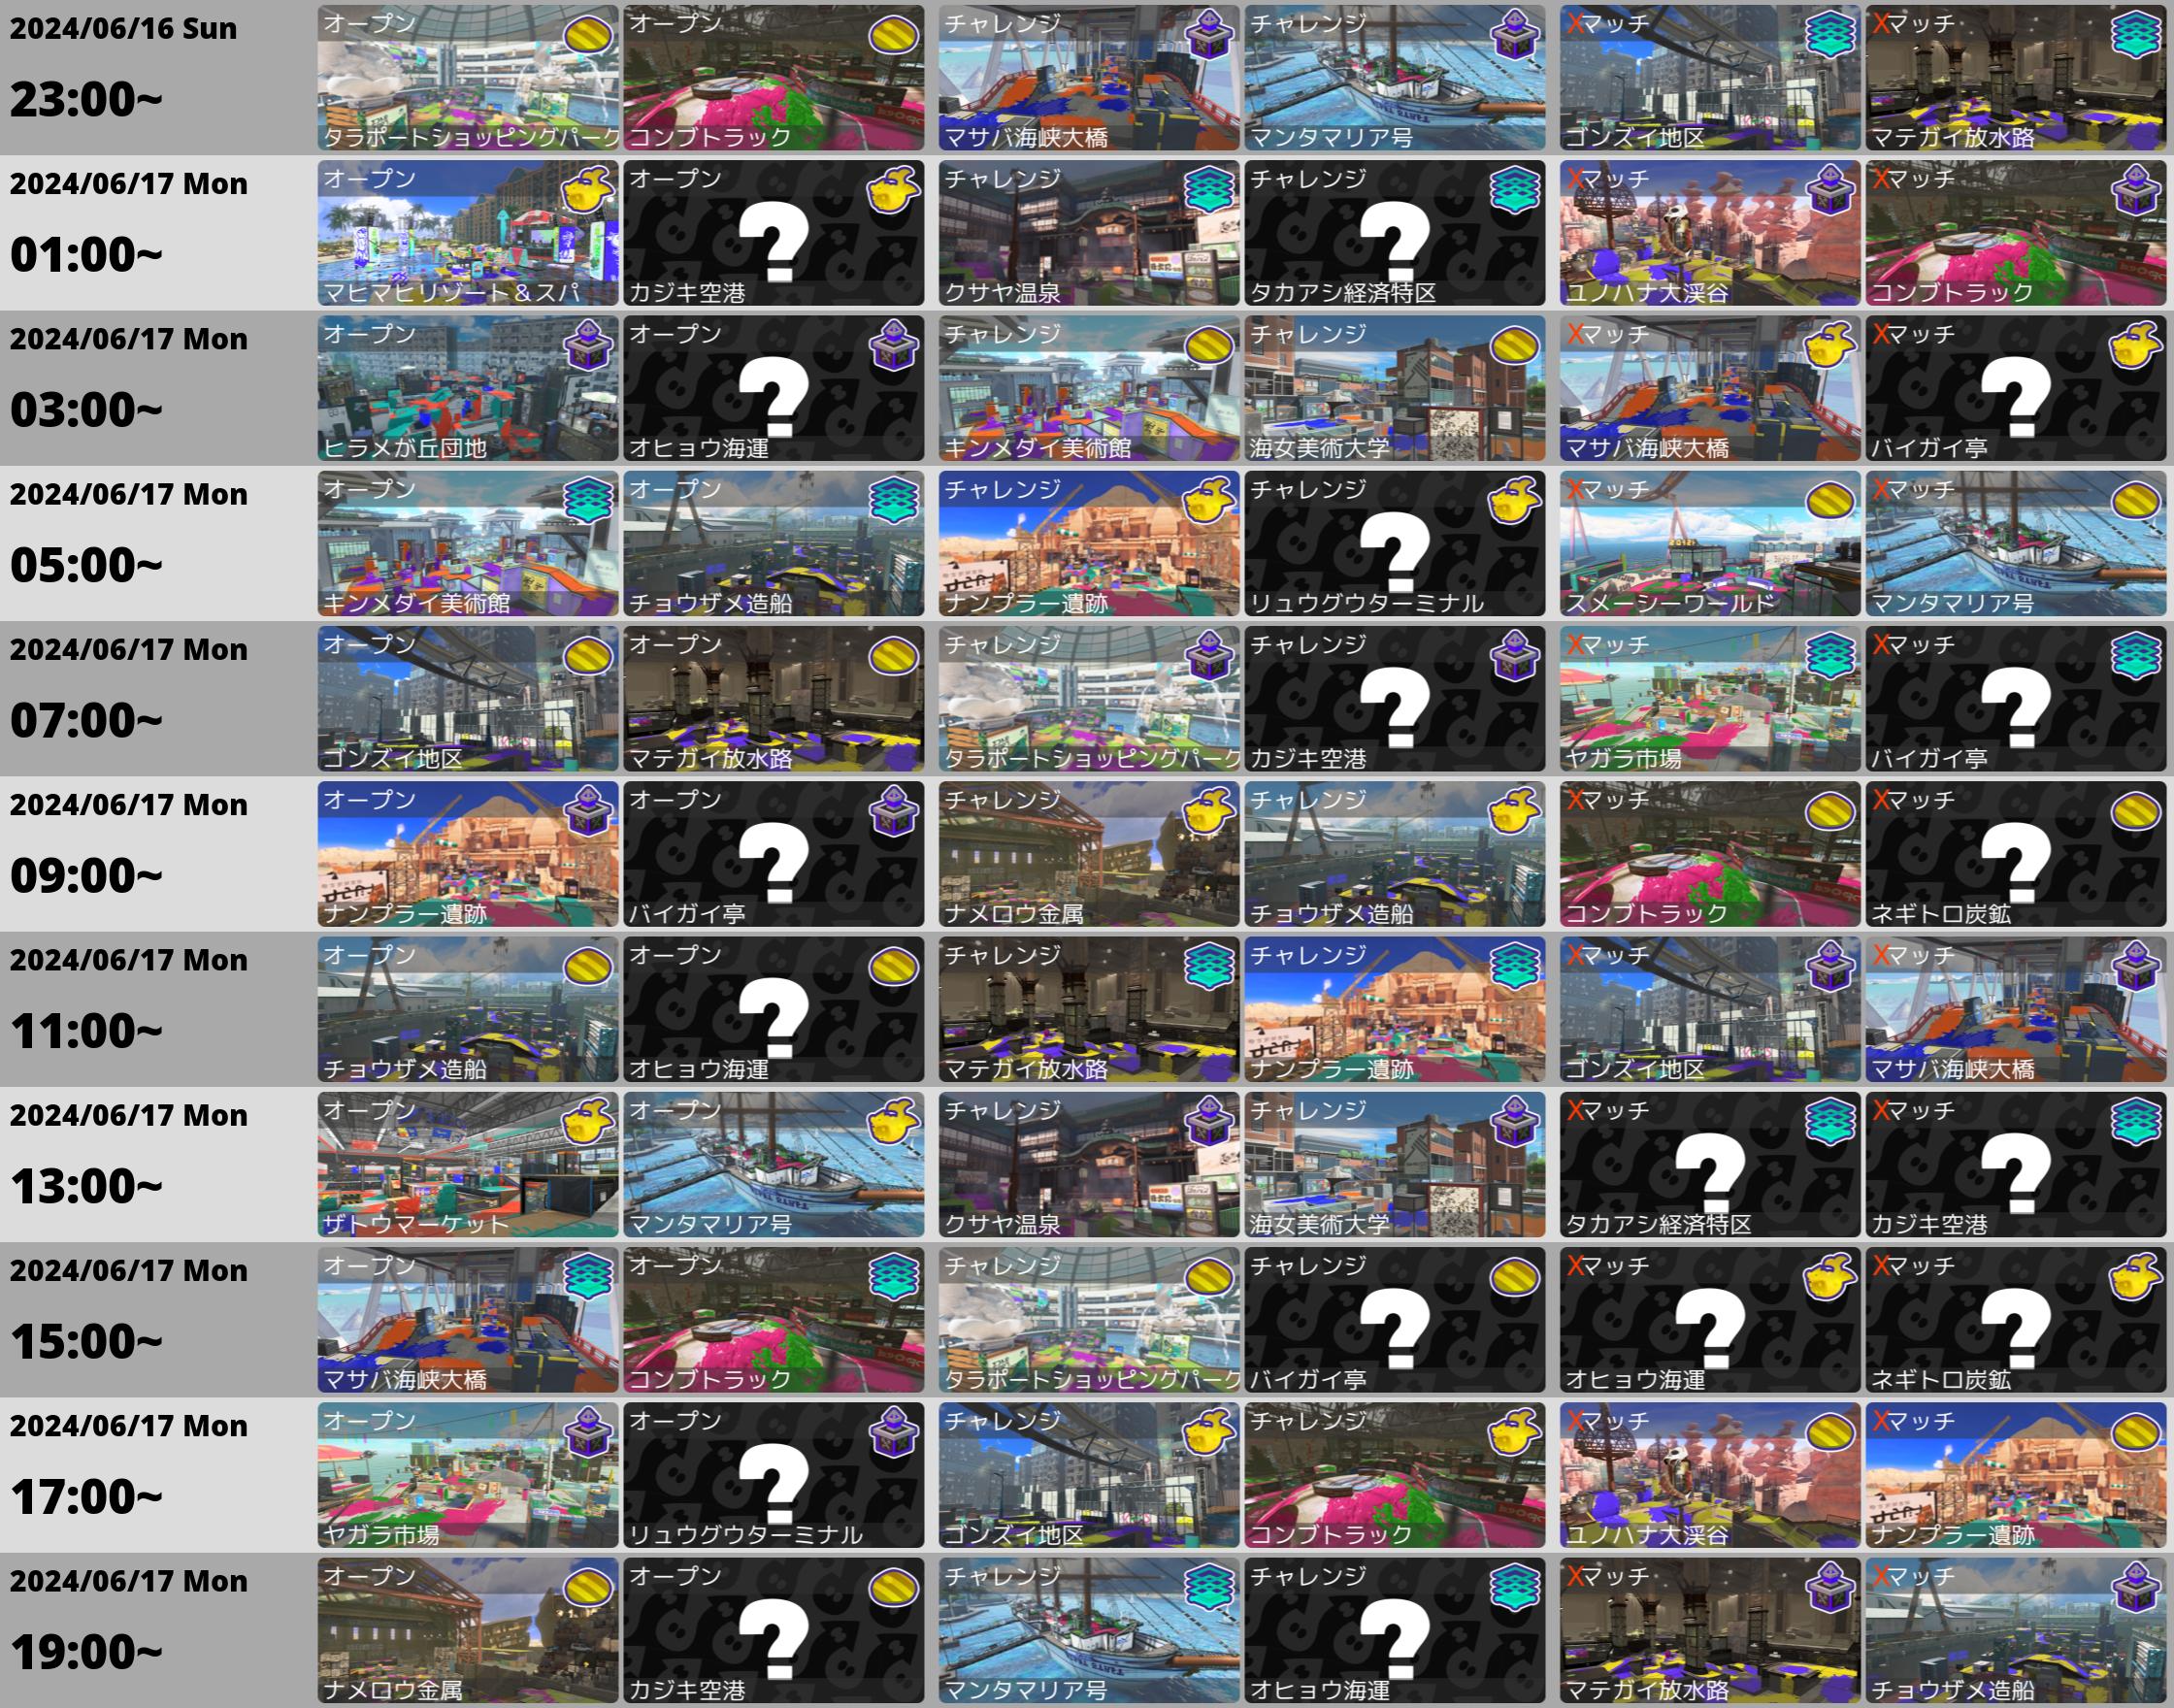 2024/06/16 Sun
23:00~
オープン
タラポートショッピングパーク
オープン
コンブトラック
チャレンジ
マサバ海峡大橋
チャレンジ
マンタマリア号
Xマッチ
ゴンズイ地区
Xマッチ
マテガイ放水路
2024/06/17 Mon
01:00~
オープン
マヒマヒリゾート＆スパ
オープン
?
カジキ空港
チャレンジ
クサヤ温泉
チャレンジ
?
タカアシ経済特区
Xマッチ
ユノハナ大渓谷
Xマッチ
コンブトラック
2024/06/17 Mon
03:00~
オープン
ヒラメが丘団地
オープン
?
オヒョウ海運
チャレンジ
キンメダイ美術館
チャレンジ
海女美術大学
Xマッチ
マサバ海峡大橋
Xマッチ
?
バイガイ亭
2024/06/17 Mon
05:00~
オープン
キンメダイ美術館
オープン
チョウザメ造船
チャレンジ
ナンプラー遺跡
チャレンジ
?
リュウグウターミナル
Xマッチ
スメーシーワールド
Xマッチ
マンタマリア号
2024/06/17 Mon
07:00~
オープン
ゴンズイ地区
オープン
マテガイ放水路
チャレンジ
タラポートショッピングパーク
チャレンジ
?
カジキ空港
Xマッチ
ヤガラ市場
Xマッチ
?
バイガイ亭
2024/06/17 Mon
09:00~
オープン
ナンプラー遺跡
オープン
?
バイガイ亭
チャレンジ
ナメロウ金属
チャレンジ
チョウザメ造船
Xマッチ
コンブトラック
Xマッチ
?
ネギトロ炭鉱
2024/06/17 Mon
11:00~
オープン
チョウザメ造船
オープン
?
オヒョウ海運
チャレンジ
マテガイ放水路
チャレンジ
ナンプラー遺跡
Xマッチ
ゴンズイ地区
Xマッチ
マサバ海峡大橋
2024/06/17 Mon
13:00~
オープン
ザトウマーケット
オープン
マンタマリア号
チャレンジ
クサヤ温泉
チャレンジ
海女美術大学
Xマッチ
?
タカアシ経済特区
Xマッチ
?
カジキ空港
2024/06/17 Mon
15:00~
オープン
マサバ海峡大橋
オープン
コンブトラック
チャレンジ
タラポートショッピングパーク
チャレンジ
?
バイガイ亭
Xマッチ
?
オヒョウ海運
Xマッチ
?
ネギトロ炭鉱
2024/06/17 Mon
17:00~
オープン
ヤガラ市場
オープン
?
リュウグウターミナル
チャレンジ
ゴンズイ地区
チャレンジ
コンブトラック
Xマッチ
ユノハナ大渓谷
Xマッチ
ナンプラー遺跡
2024/06/17 Mon
19:00~
オープン
ナメロウ金属
オープン
?
カジキ空港
チャレンジ
マンタマリア号
チャレンジ
?
オヒョウ海運
Xマッチ
マテガイ放水路
Xマッチ
チョウザメ造船